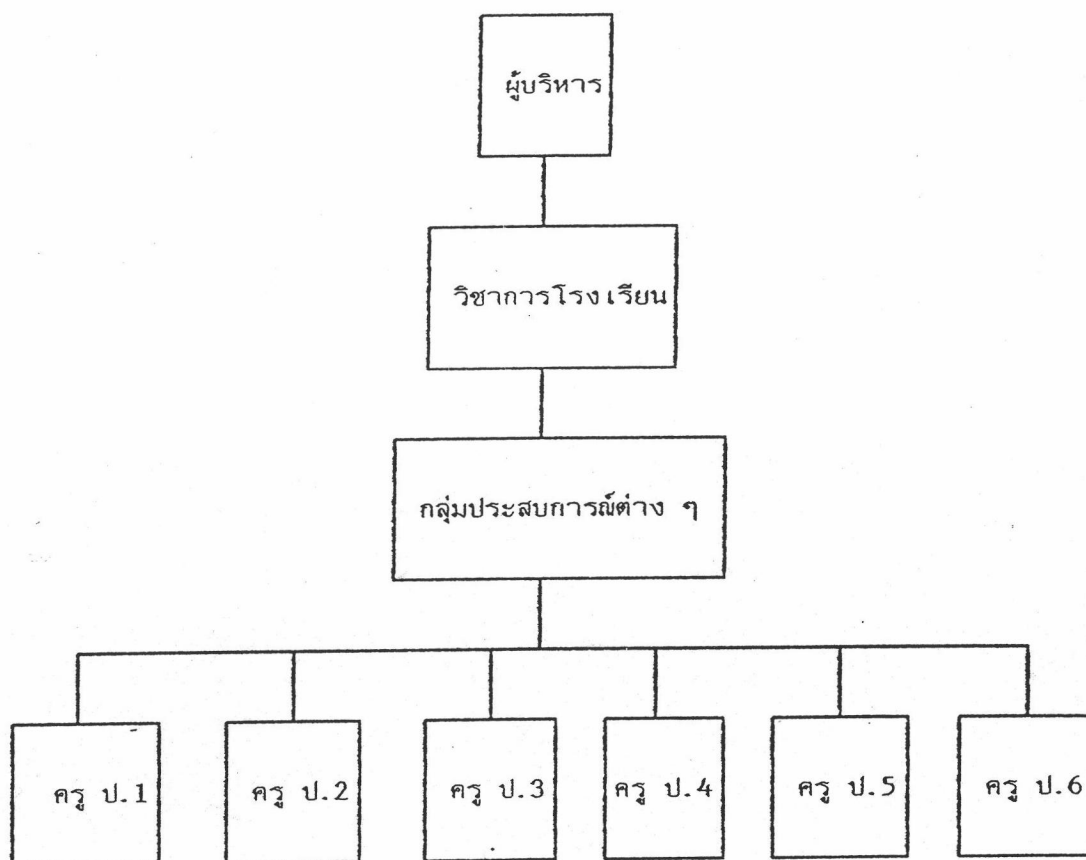 ผู้บริหาร
วิชาการโรงเรียน
กลุ่มประสบการณ์ต่าง ๆ
ครู ป.1 ครู ป.2 ครู ป.3 ครู ป.4 ครู ป.5 ครู ป.6